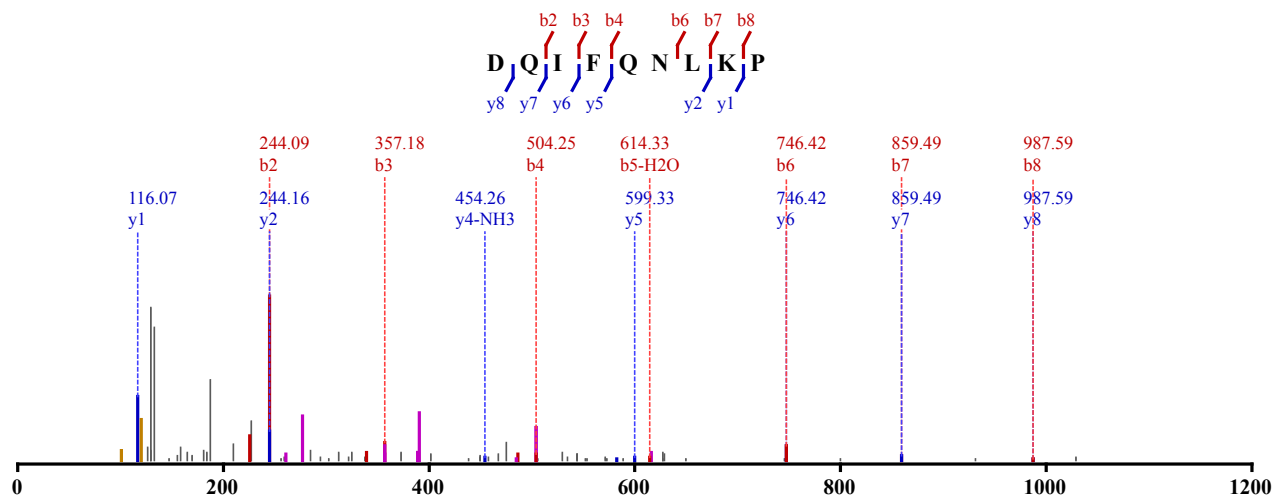 b2 b3 b4 b6 b7 b8
D Q I F Q N L K P
y8 y7 y6 y5 y2 y1
244.09 357.18 504.25 614.33 746.42 859.49 987.59
b2 b3 b4 b5-H2O b6 b7 b8
116.07 244.16 454.26 599.33 746.42 859.49 987.59
y1 y2 y4-NH3 y5 y6 y7 y8
0 200 400 600 800 1000 1200